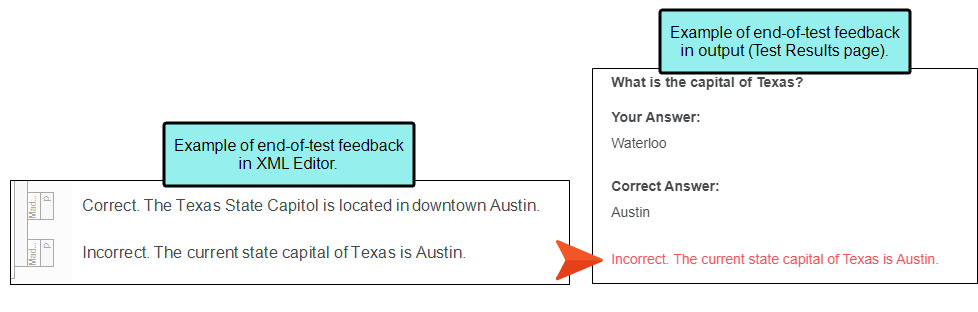 Example of end-of-test feedback
in XML Editor.
Mad...
p
Correct. The Texas State Capitol is located in downtown Austin.
Mad...
p
Incorrect. The current state capital of Texas is Austin.
Example of end-of-test feedback
in output (Test Results page).
What is the capital of Texas?
Your Answer:
Waterloo
Correct Answer:
Austin
Incorrect. The current state capital of Texas is Austin.